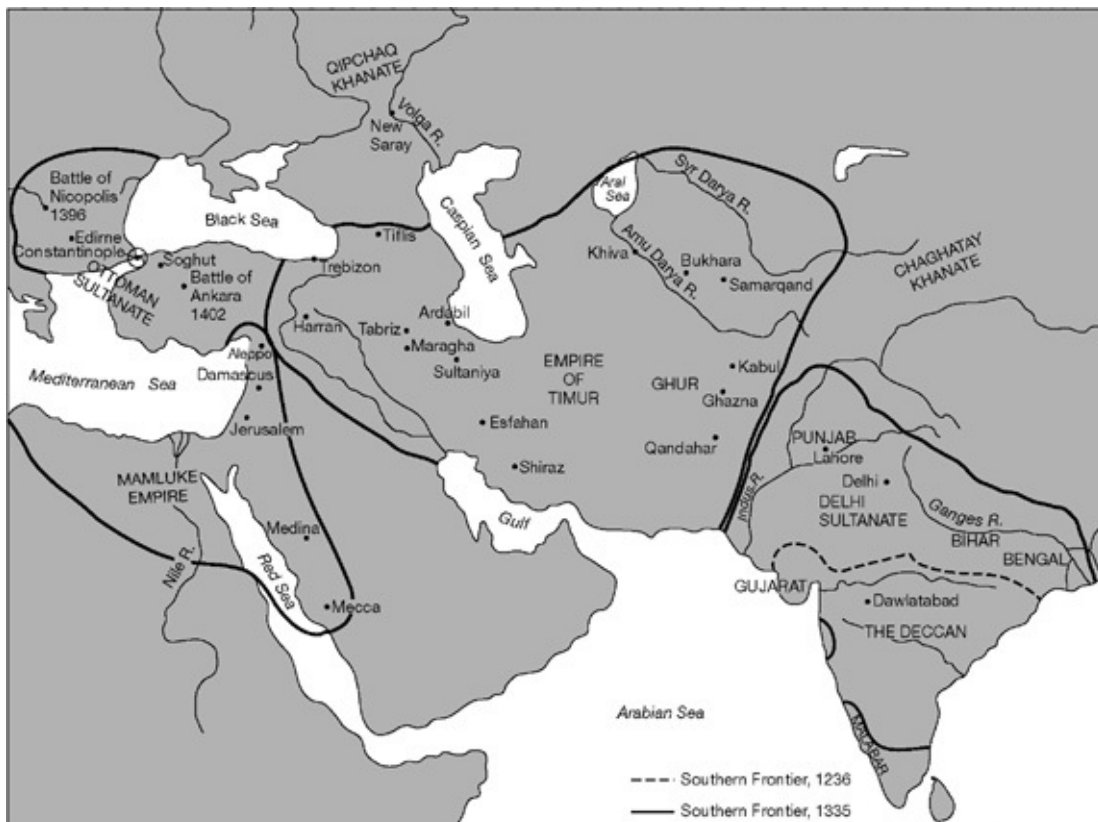 QIPCHAQ
KHANATE
Volga R.
New
Saray
Battle of
Nicopolis
1396
Black Sea
Caspian Sea
Aral
Sea
Syr Darya R.
Edirne
Constantinople
Soghut
OTTOMAN
SULTANATE
Battle of
Ankara
1402
Tiflis
Trebizon
Khiva
Amu Darya R.
Bukhara
Samarqand
CHAGHATAY
KHANATE
Harran
Ardabil
Tabriz
Maragha
Sultaniya
Aleppo
Damascus
Mediterranean Sea
Jerusalem
EMPIRE
OF
TIMUR
GHUR
Kabul
Ghazna
Esfahan
Qandahar
Shiraz
PUNJAB
Lahore
Indus R.
Delhi
DELHI
SULTANATE
Ganges R.
BIHAR
BENGAL
MAMLUKE
EMPIRE
Nile R.
Medina
Red Sea
Gulf
Mecca
GUJARAT
Dawlatabad
THE DECCAN
Arabian Sea
MALABAR
Southern Frontier, 1236
Southern Frontier, 1335